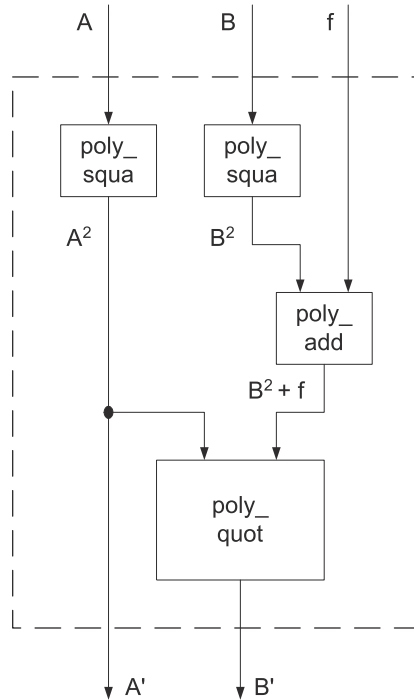 A B f
poly_ poly_
squa squa
A² B²
poly_
add
B² + f
poly_
quot
A' B'